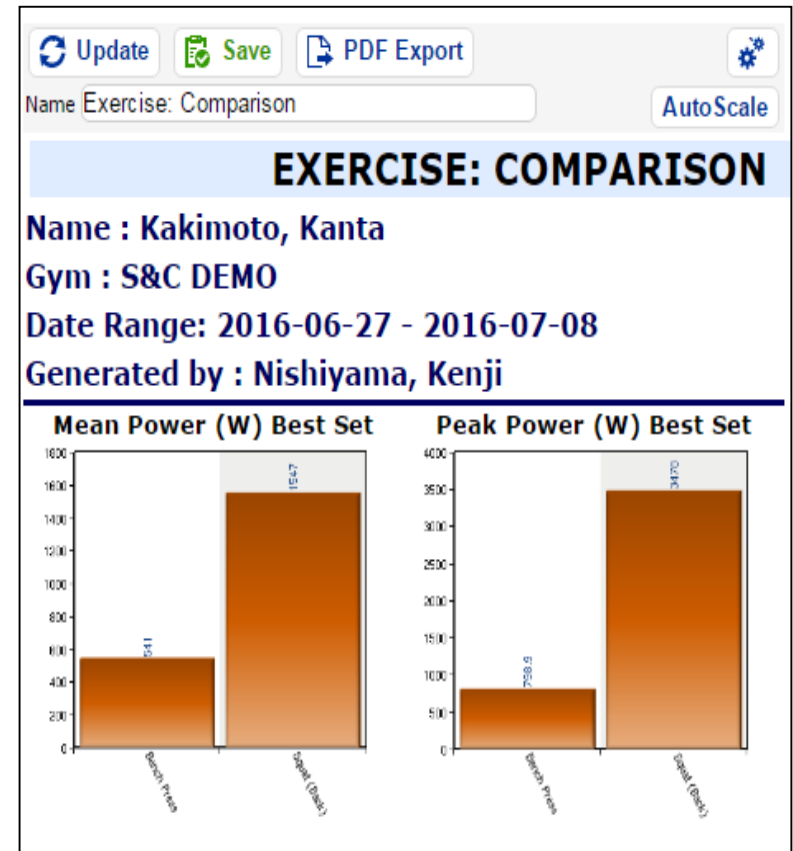 Update Save PDF Export
Name Exercise: Comparison AutoScale
EXERCISE: COMPARISON
Name : Kakimoto, Kanta
Gym : S&C DEMO
Date Range: 2016-06-27 - 2016-07-08
Generated by : Nishiyama, Kenji
Mean Power (W) Best Set
1800
1600
1400
1200
1000
800
600
400
200
0
541
1547
Bench Press
Squat (Back)
Peak Power (W) Best Set
4000
3500
3000
2500
2000
1500
1000
500
0
798.9
3470
Bench Press
Squat (Back)